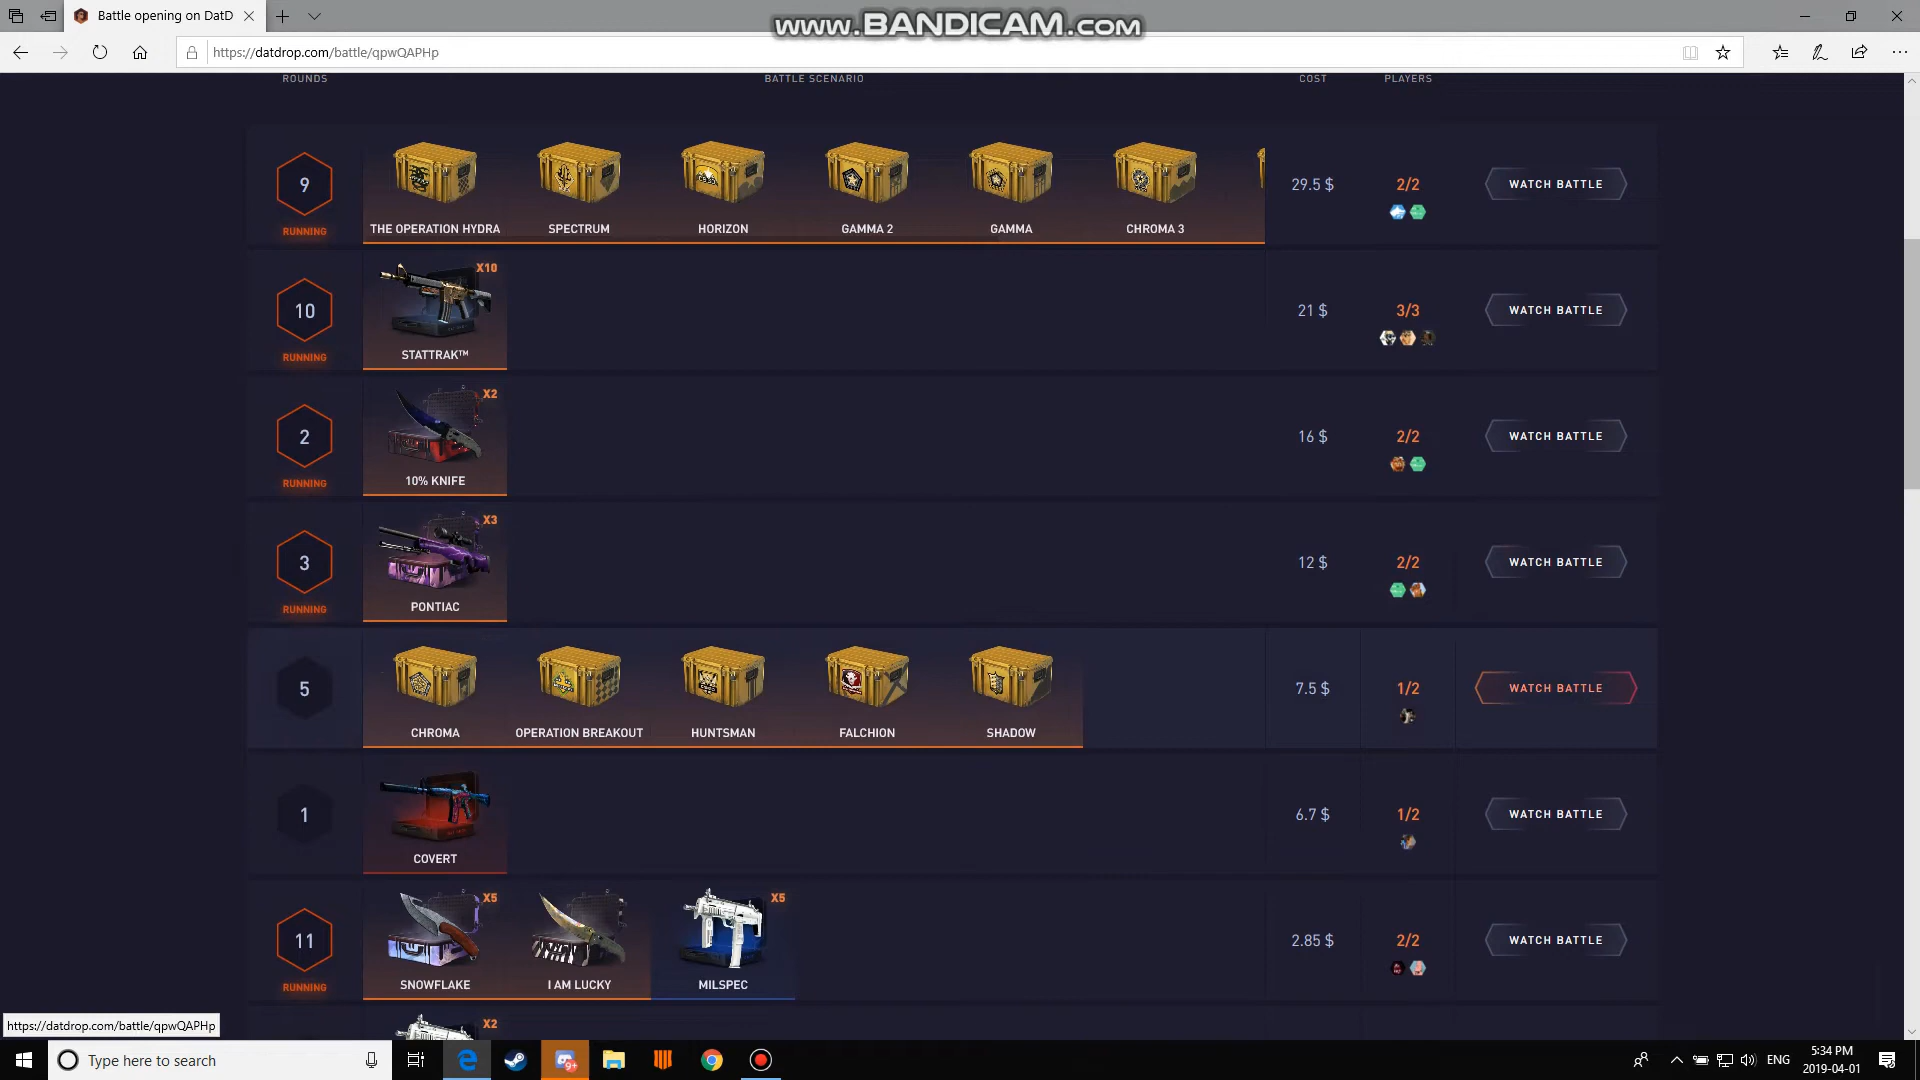 Battle opening on DatD
www.BANDICAM.com
https://datdrop.com/battle/qpwQAPHp
ROUNDS BATTLE SCENARIO COST PLAYERS
9 RUNNING
THE OPERATION HYDRA SPECTRUM HORIZON GAMMA 2 GAMMA CHROMA 3
29.5 $ 2/2 WATCH BATTLE
10 RUNNING
X10
STATTRAK™
21 $ 3/3 WATCH BATTLE
2 RUNNING
X2
10% KNIFE
16 $ 2/2 WATCH BATTLE
3 RUNNING
X3
PONTIAC
12 $ 2/2 WATCH BATTLE
5
CHROMA OPERATION BREAKOUT HUNTSMAN FALCHION SHADOW
7.5 $ 1/2 WATCH BATTLE
1
COVERT
6.7 $ 1/2 WATCH BATTLE
11 RUNNING
X5 X5
SNOWFLAKE I AM LUCKY MILSPEC
2.85 $ 2/2 WATCH BATTLE
X2
https://datdrop.com/battle/qpwQAPHp
Type here to search
9+
ENG
5:34 PM
2019-04-01